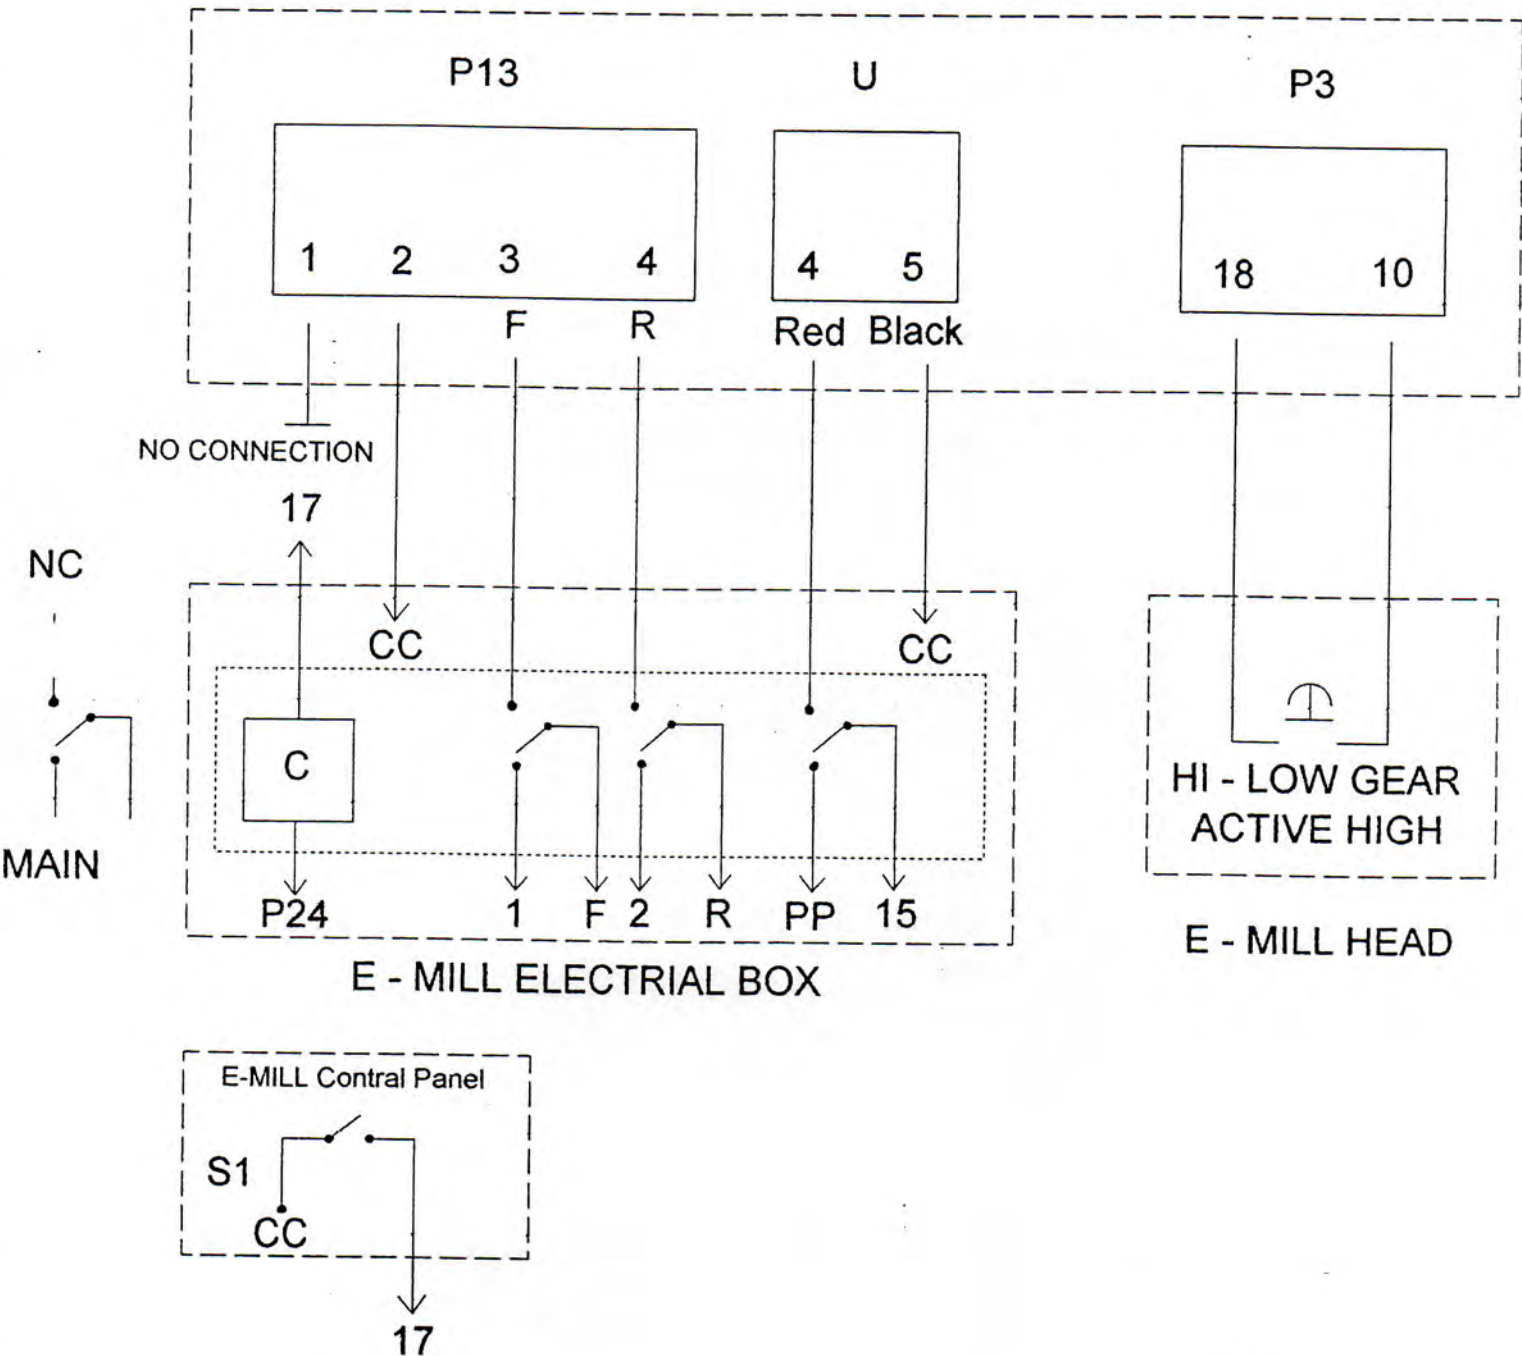 P13 U P3
1 2 3 4 4 5 18 10
F R Red Black
NO CONNECTION
17
NC
CC CC
C
MAIN
HI - LOW GEAR
ACTIVE HIGH
P24 1 F 2 R PP 15
E - MILL HEAD
E - MILL ELECTRIAL BOX
E-MILL Contral Panel
S1
CC
17